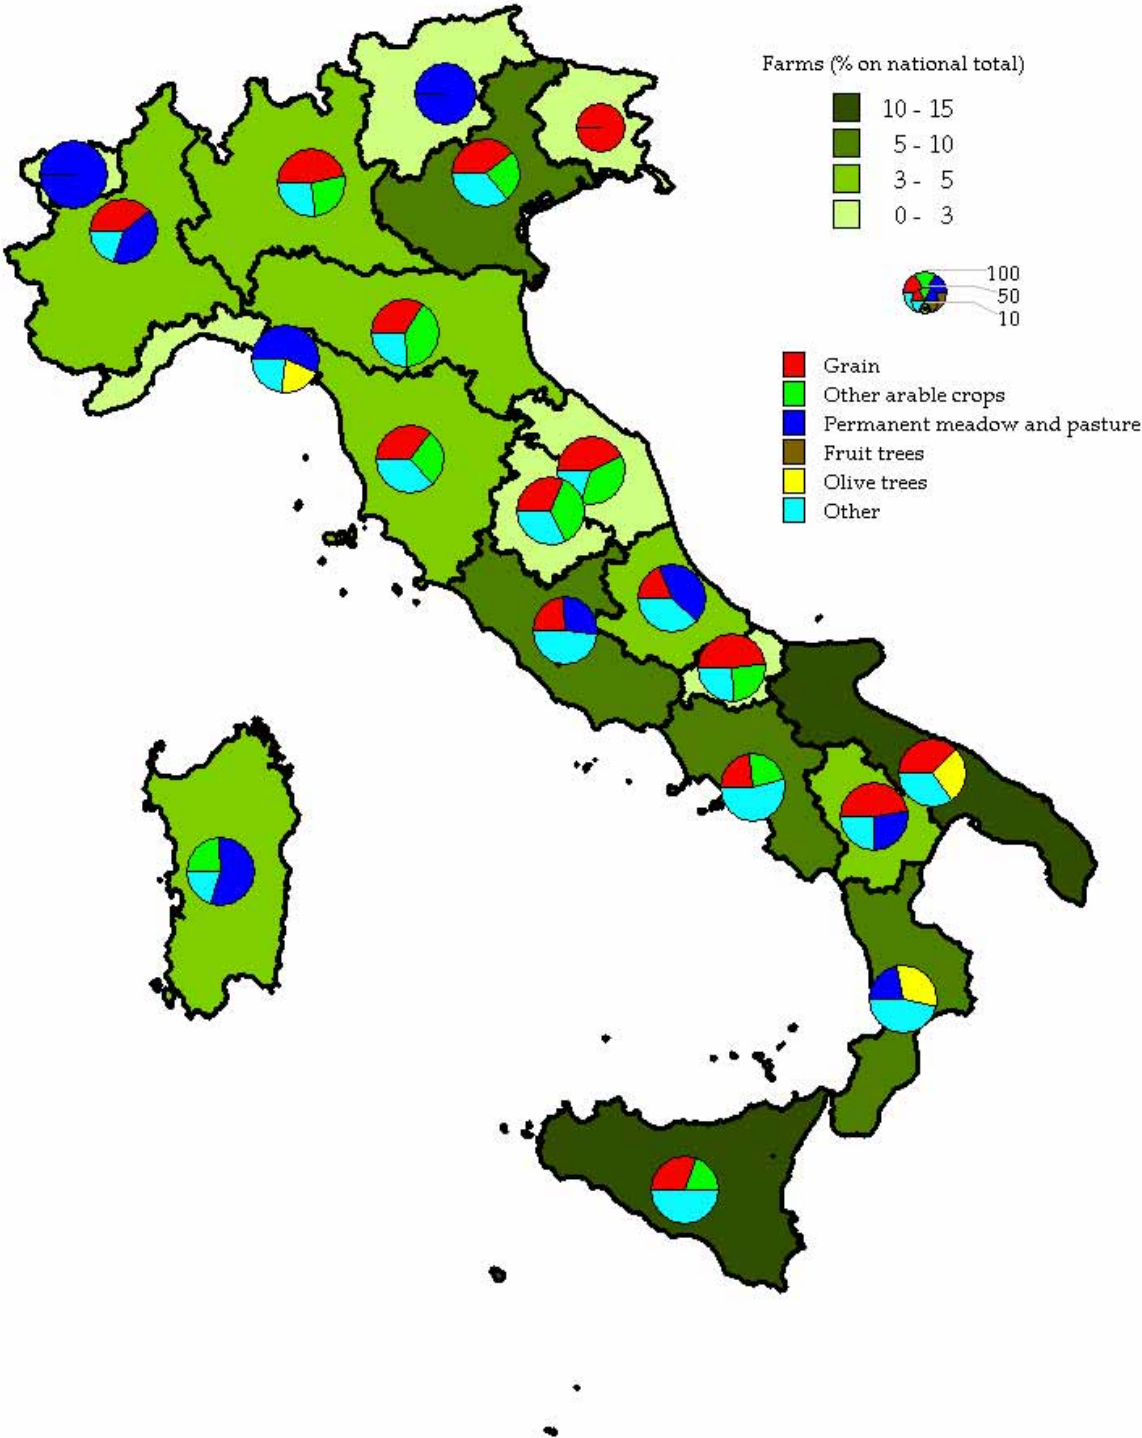 Farms (% on national total)
10 - 15
5 - 10
3 - 5
0 - 3
100
50
10
Grain
Other arable crops
Permanent meadow and pasture
Fruit trees
Olive trees
Other